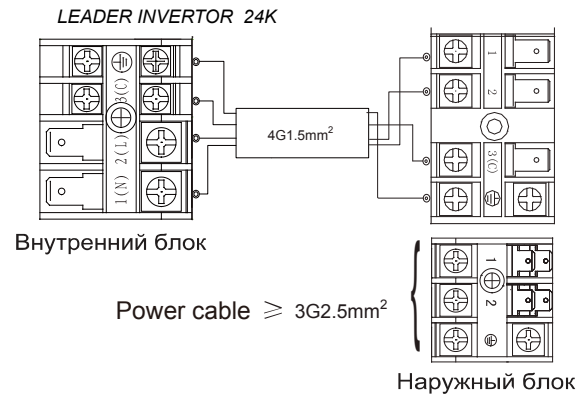 LEADER INVERTOR 24K
1(N) 2(L) 3(C)
4G1.5mm²
1
2
3(C)
Внутренний блок
Power cable ≥ 3G2.5mm²
1
2
Наружный блок